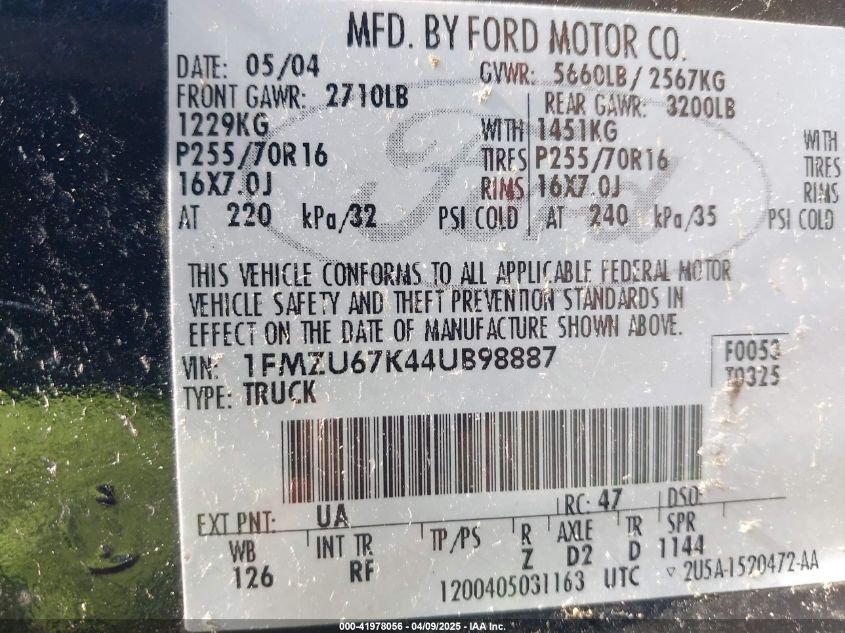 MFD. BY FORD MOTOR CO.
DATE: 05/04 GVWR: 5660LB/2567KG
FRONT GAWR: 2710LB REAR GAWR: 3200LB
1229KG WITH 1451KG WITH
P255/70R16 TIRES P255/70R16 TIRES
16X7.0J RIMS 16X7.0J RIMS
AT 220 kPa/32 PSI COLD AT 240 kPa/35 PSI COLD
THIS VEHICLE CONFORMS TO ALL APPLICABLE FEDERAL MOTOR
VEHICLE SAFETY AND THEFT PREVENTION STANDARDS IN
EFFECT ON THE DATE OF MANUFACTURE SHOWN ABOVE.
VIN: 1FMZU67K44UB98887 F0053
TYPE: TRUCK T0325
EXT PNT: UA RC: 47 DSO:
WB INT TR TP/PS R AXLE TR SPR
126 RF Z D2 D 1144
1200405031163 UTC ▽ 2U5A-1520472-AA
Ford
000-41978056 - 04/09/2025 - IAA Inc.